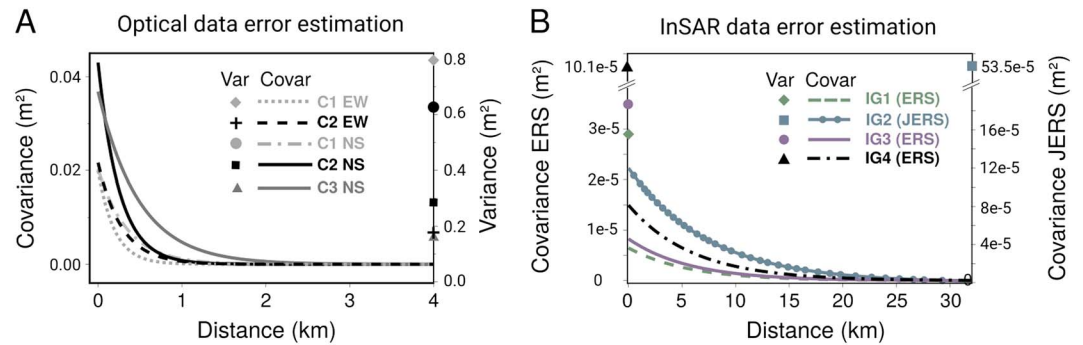 A
Optical data error estimation
Covariance (m²)
0.04
0.02
0.00
0
1
2
3
4
Distance (km)
0.8
0.6
0.4
0.2
0.0
Variance (m²)
Var Covar
C1 EW
C2 EW
C1 NS
C2 NS
C3 NS
B
InSAR data error estimation
Covariance ERS (m²)
10.1e-5
3e-5
2e-5
1e-5
0
0
5
10
15
20
25
30
Distance (km)
53.5e-5
16e-5
12e-5
8e-5
4e-5
0
Covariance JERS (m²)
Var Covar
IG1 (ERS)
IG2 (JERS)
IG3 (ERS)
IG4 (ERS)